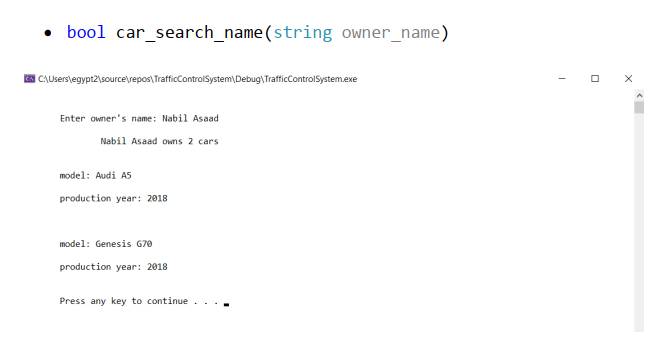 • bool car_search_name(string owner_name)
C:\Users\egypt2\source\repos\TrafficControlSystem\Debug\TrafficControlSystem.exe
Enter owner's name: Nabil Asaad
Nabil Asaad owns 2 cars
model: Audi A5
production year: 2018
model: Genesis G70
production year: 2018
Press any key to continue . . .